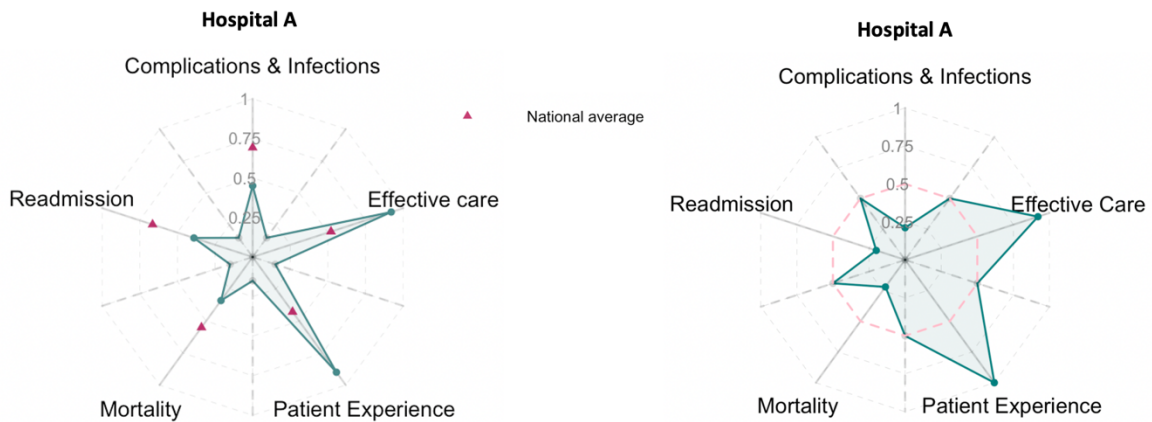 Hospital A
Complications & Infections
1
0.75
0.5
0.25
Readmission
Effective care
Mortality
Patient Experience
National average
Hospital A
Complications & Infections
1
0.75
0.5
0.25
Readmission
Effective Care
Mortality
Patient Experience